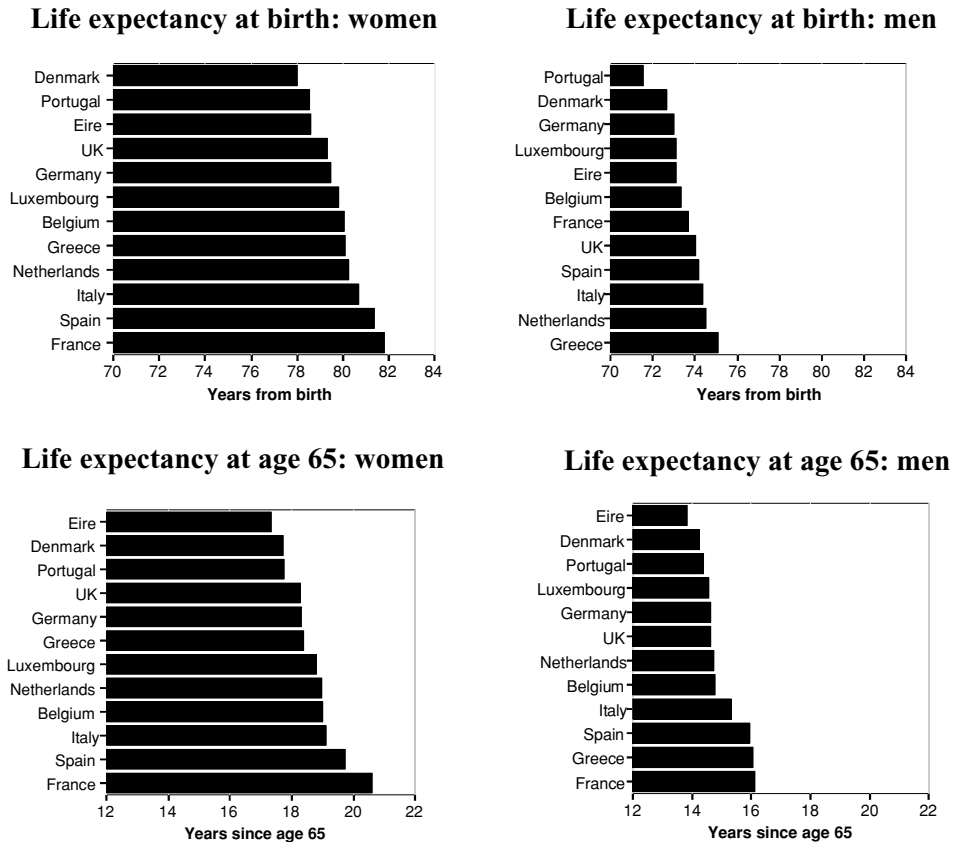 Life expectancy at birth: women
Denmark
Portugal
Eire
UK
Germany
Luxembourg
Belgium
Greece
Netherlands
Italy
Spain
France
70 72 74 76 78 80 82 84
Years from birth
Life expectancy at birth: men
Portugal
Denmark
Germany
Luxembourg
Eire
Belgium
France
UK
Spain
Italy
Netherlands
Greece
70 72 74 76 78 80 82 84
Years from birth
Life expectancy at age 65: women
Eire
Denmark
Portugal
UK
Germany
Greece
Luxembourg
Netherlands
Belgium
Italy
Spain
France
12 14 16 18 20 22
Years since age 65
Life expectancy at age 65: men
Eire
Denmark
Portugal
Luxembourg
Germany
UK
Netherlands
Belgium
Italy
Spain
Greece
France
12 14 16 18 20 22
Years since age 65